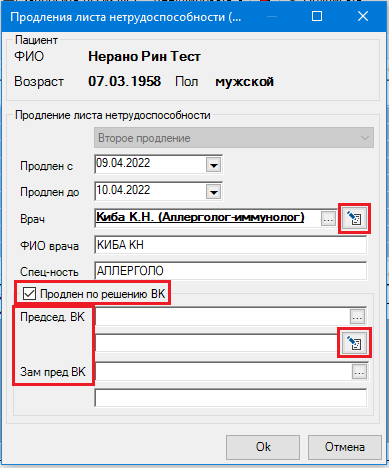 Продления листа нетрудоспособности (...
Пациент
ФИО Нерано Рин Тест
Возраст 07.03.1958 Пол мужской
Продление листа нетрудоспособности
Второе продление
Продлен с 09.04.2022
Продлен до 10.04.2022
Врач Киба К.Н. (Аллерголог-иммунолог) ...
ФИО врача КИБА КН
Спец-ность АЛЛЕРГОЛО
Продлен по решению ВК
Председ. ВК ...
Зам пред ВК ...
Ok Отмена